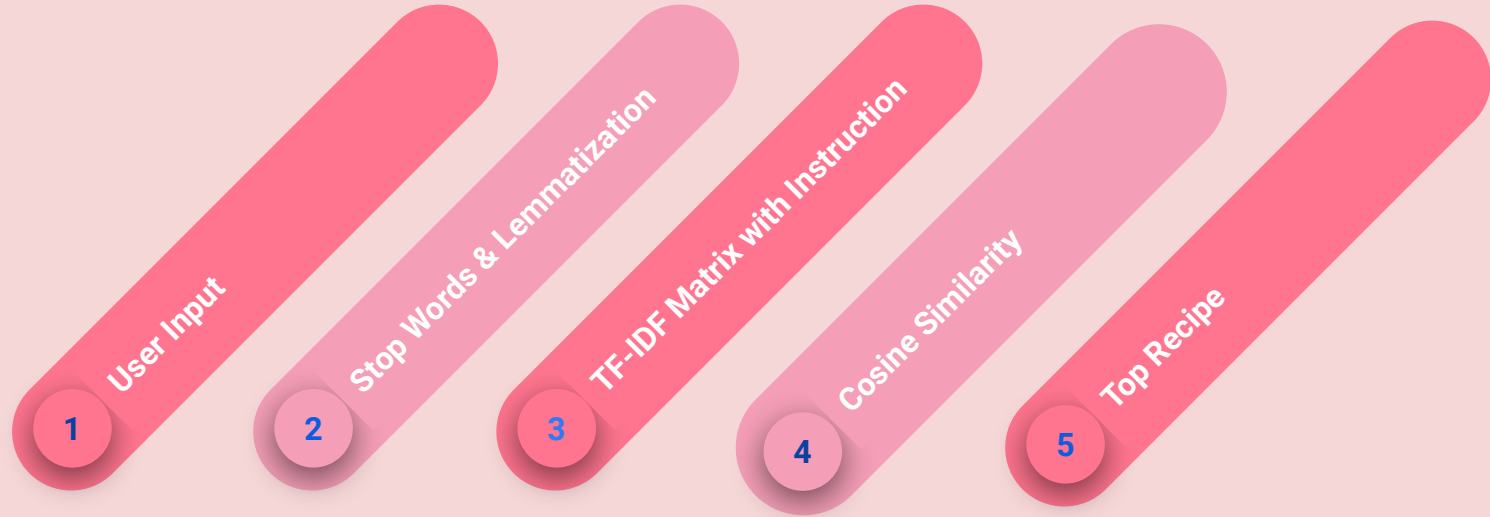 1
User Input
2
Stop Words & Lemmatization
3
TF-IDF Matrix with Instruction
4
Cosine Similarity
5
Top Recipe